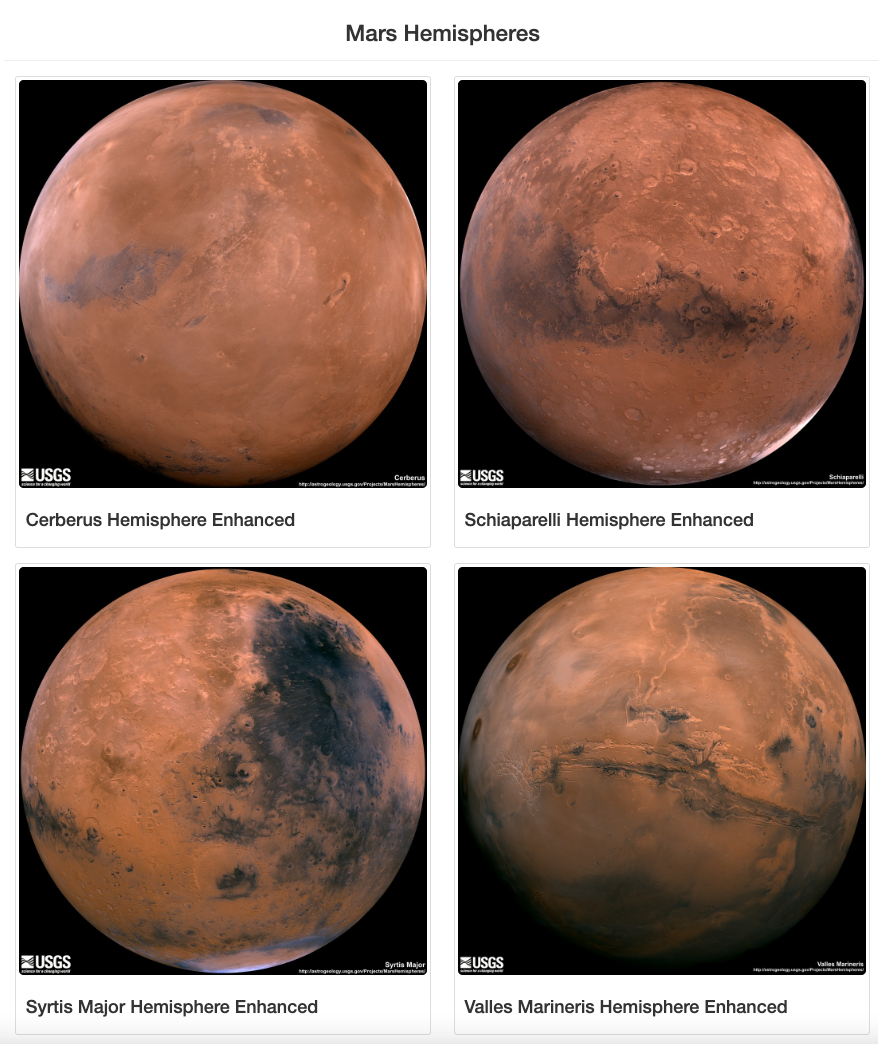 Mars Hemispheres
USGS
science for a changing world
Cerberus
http://astrogeology.usgs.gov/Projects/MarsHemispheres/
USGS
science for a changing world
Schiaparelli
http://astrogeology.usgs.gov/Projects/MarsHemispheres/
Cerberus Hemisphere Enhanced
Schiaparelli Hemisphere Enhanced
USGS
science for a changing world
Syrtis Major
http://astrogeology.usgs.gov/Projects/MarsHemispheres/
USGS
science for a changing world
Valles Marineris
http://astrogeology.usgs.gov/Projects/MarsHemispheres/
Syrtis Major Hemisphere Enhanced
Valles Marineris Hemisphere Enhanced